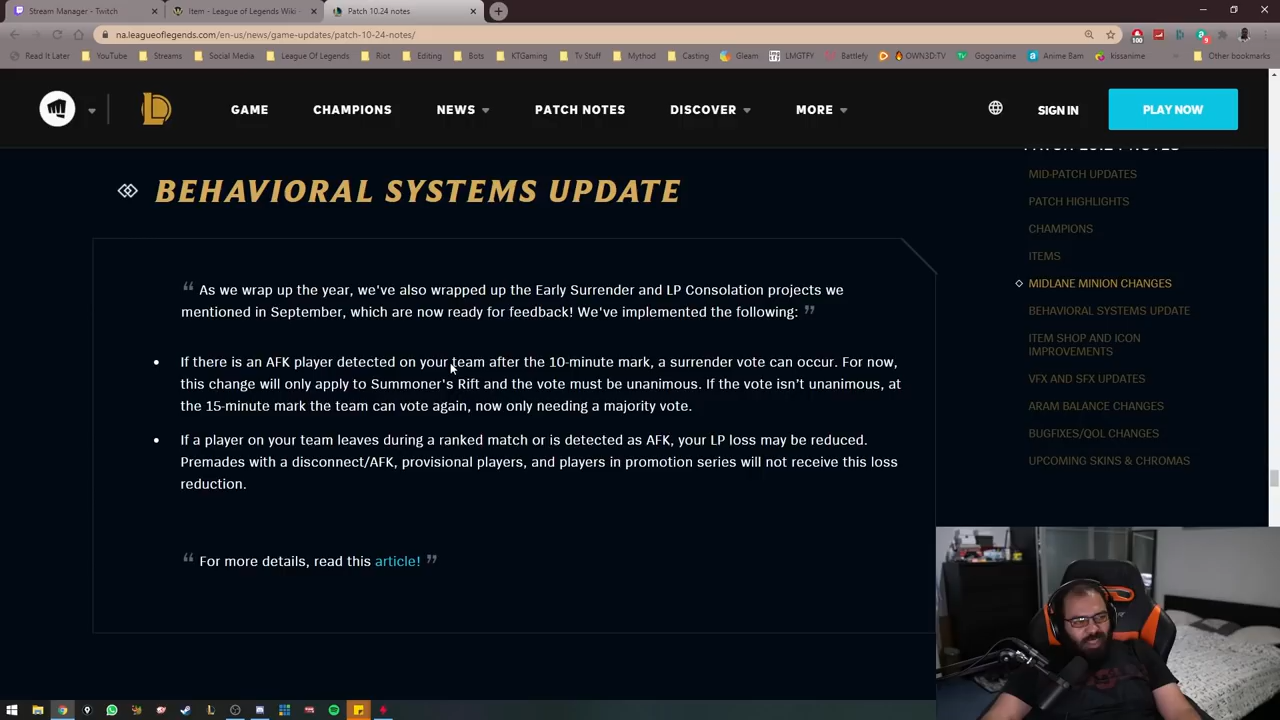 Stream Manager - Twitch
Item - League of Legends Wiki -
Patch 10.24 notes
na.leagueoflegends.com/en-us/news/game-updates/patch-10-24-notes/
Read It Later
YouTube
Streams
Social Media
League Of Legends
Riot
Editing
Bots
KTGaming
Tv Stuff
Mythod
Casting
Gleam
LMGTFY
Battlefy
OWN3D:TV
Gogoanime
Anime Bam
kissanime
Other bookmarks
GAME
CHAMPIONS
NEWS
PATCH NOTES
DISCOVER
MORE
SIGN IN
PLAY NOW
BEHAVIORAL SYSTEMS UPDATE
“ As we wrap up the year, we've also wrapped up the Early Surrender and LP Consolation projects we
mentioned in September, which are now ready for feedback! We've implemented the following: ”
• If there is an AFK player detected on your team after the 10-minute mark, a surrender vote can occur. For now,
this change will only apply to Summoner's Rift and the vote must be unanimous. If the vote isn’t unanimous, at
the 15-minute mark the team can vote again, now only needing a majority vote.
• If a player on your team leaves during a ranked match or is detected as AFK, your LP loss may be reduced.
Premades with a disconnect/AFK, provisional players, and players in promotion series will not receive this loss
reduction.
“ For more details, read this article! ”
PATCH 10.24 NOTES
MID-PATCH UPDATES
PATCH HIGHLIGHTS
CHAMPIONS
ITEMS
MIDLANE MINION CHANGES
BEHAVIORAL SYSTEMS UPDATE
ITEM SHOP AND ICON
IMPROVEMENTS
VFX AND SFX UPDATES
ARAM BALANCE CHANGES
BUGFIXES/QOL CHANGES
UPCOMING SKINS & CHROMAS